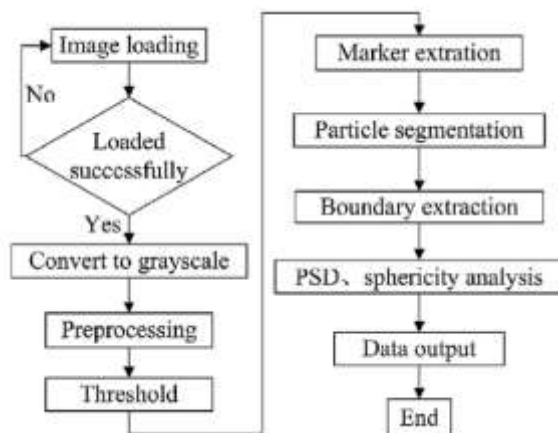 Image loading
No
Loaded
successfully
Yes
Convert to grayscale
Preprocessing
Threshold
Marker extration
Particle segmentation
Boundary extraction
PSD、sphericity analysis
Data output
End